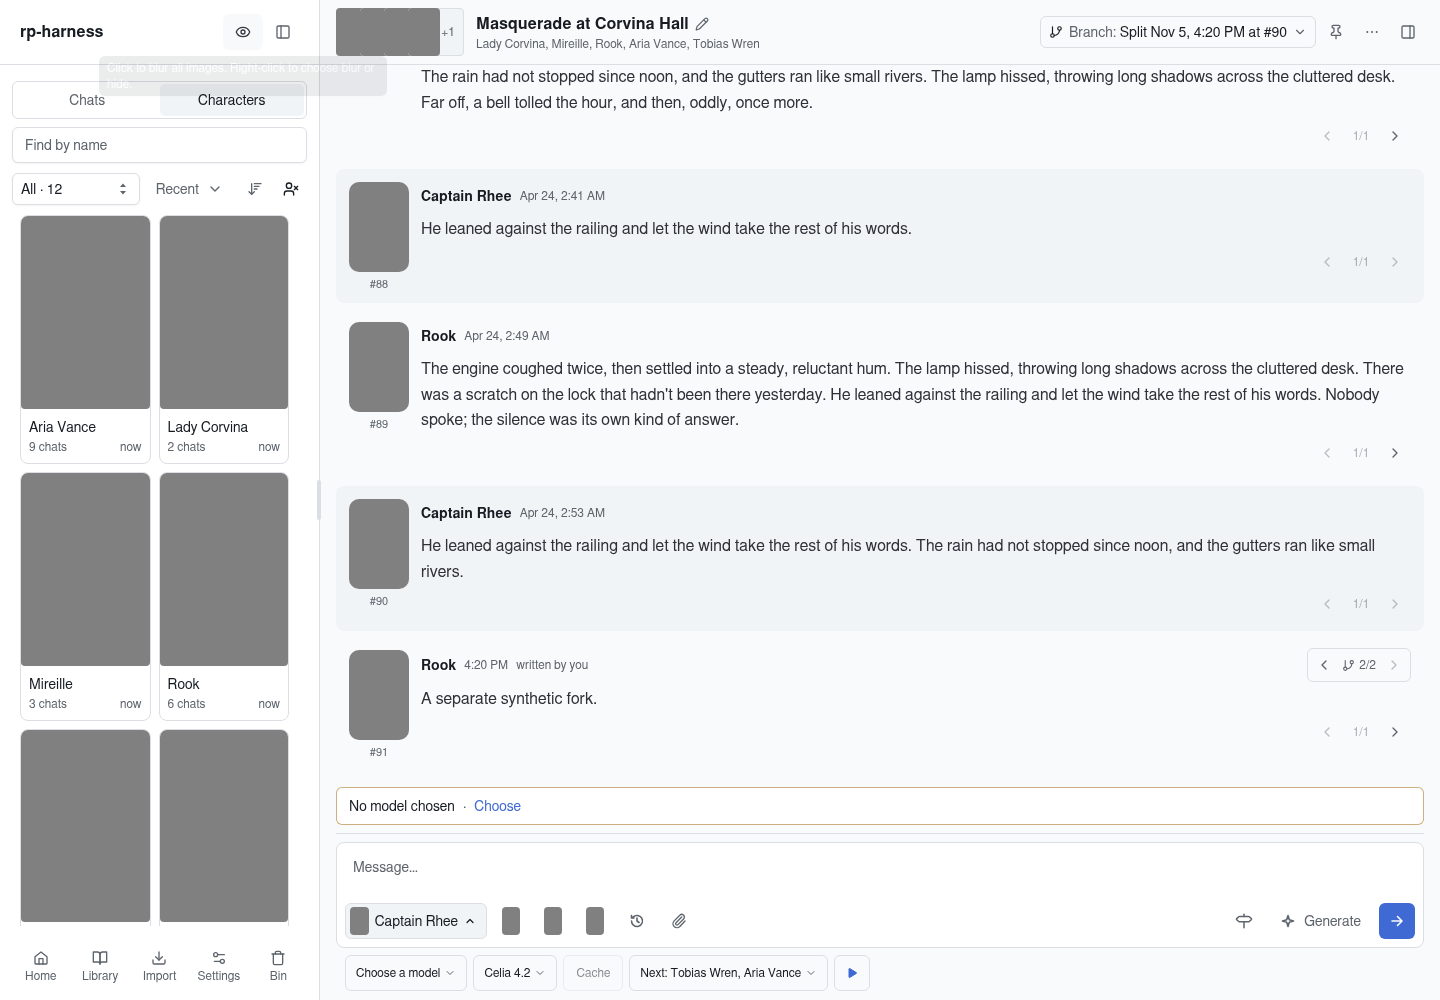 rp-harness
Click to blur all images. Right-click to choose blur or hide.
Chats
Characters
Find by name
All · 12
Recent
Aria Vance
9 chats
now
Lady Corvina
2 chats
now
Mireille
3 chats
now
Rook
6 chats
now
Home
Library
Import
Settings
Bin
+1
Masquerade at Corvina Hall
Lady Corvina, Mireille, Rook, Aria Vance, Tobias Wren
Branch: Split Nov 5, 4:20 PM at #90
The rain had not stopped since noon, and the gutters ran like small rivers. The lamp hissed, throwing long shadows across the cluttered desk.
Far off, a bell tolled the hour, and then, oddly, once more.
1/1
Captain Rhee Apr 24, 2:41 AM
He leaned against the railing and let the wind take the rest of his words.
1/1
#88
Rook Apr 24, 2:49 AM
The engine coughed twice, then settled into a steady, reluctant hum. The lamp hissed, throwing long shadows across the cluttered desk. There
was a scratch on the lock that hadn't been there yesterday. He leaned against the railing and let the wind take the rest of his words. Nobody
spoke; the silence was its own kind of answer.
#89
1/1
Captain Rhee Apr 24, 2:53 AM
He leaned against the railing and let the wind take the rest of his words. The rain had not stopped since noon, and the gutters ran like small
rivers.
#90
1/1
Rook 4:20 PM written by you
2/2
A separate synthetic fork.
1/1
#91
No model chosen · Choose
Message...
Captain Rhee
Generate
Choose a model
Celia 4.2
Cache
Next: Tobias Wren, Aria Vance